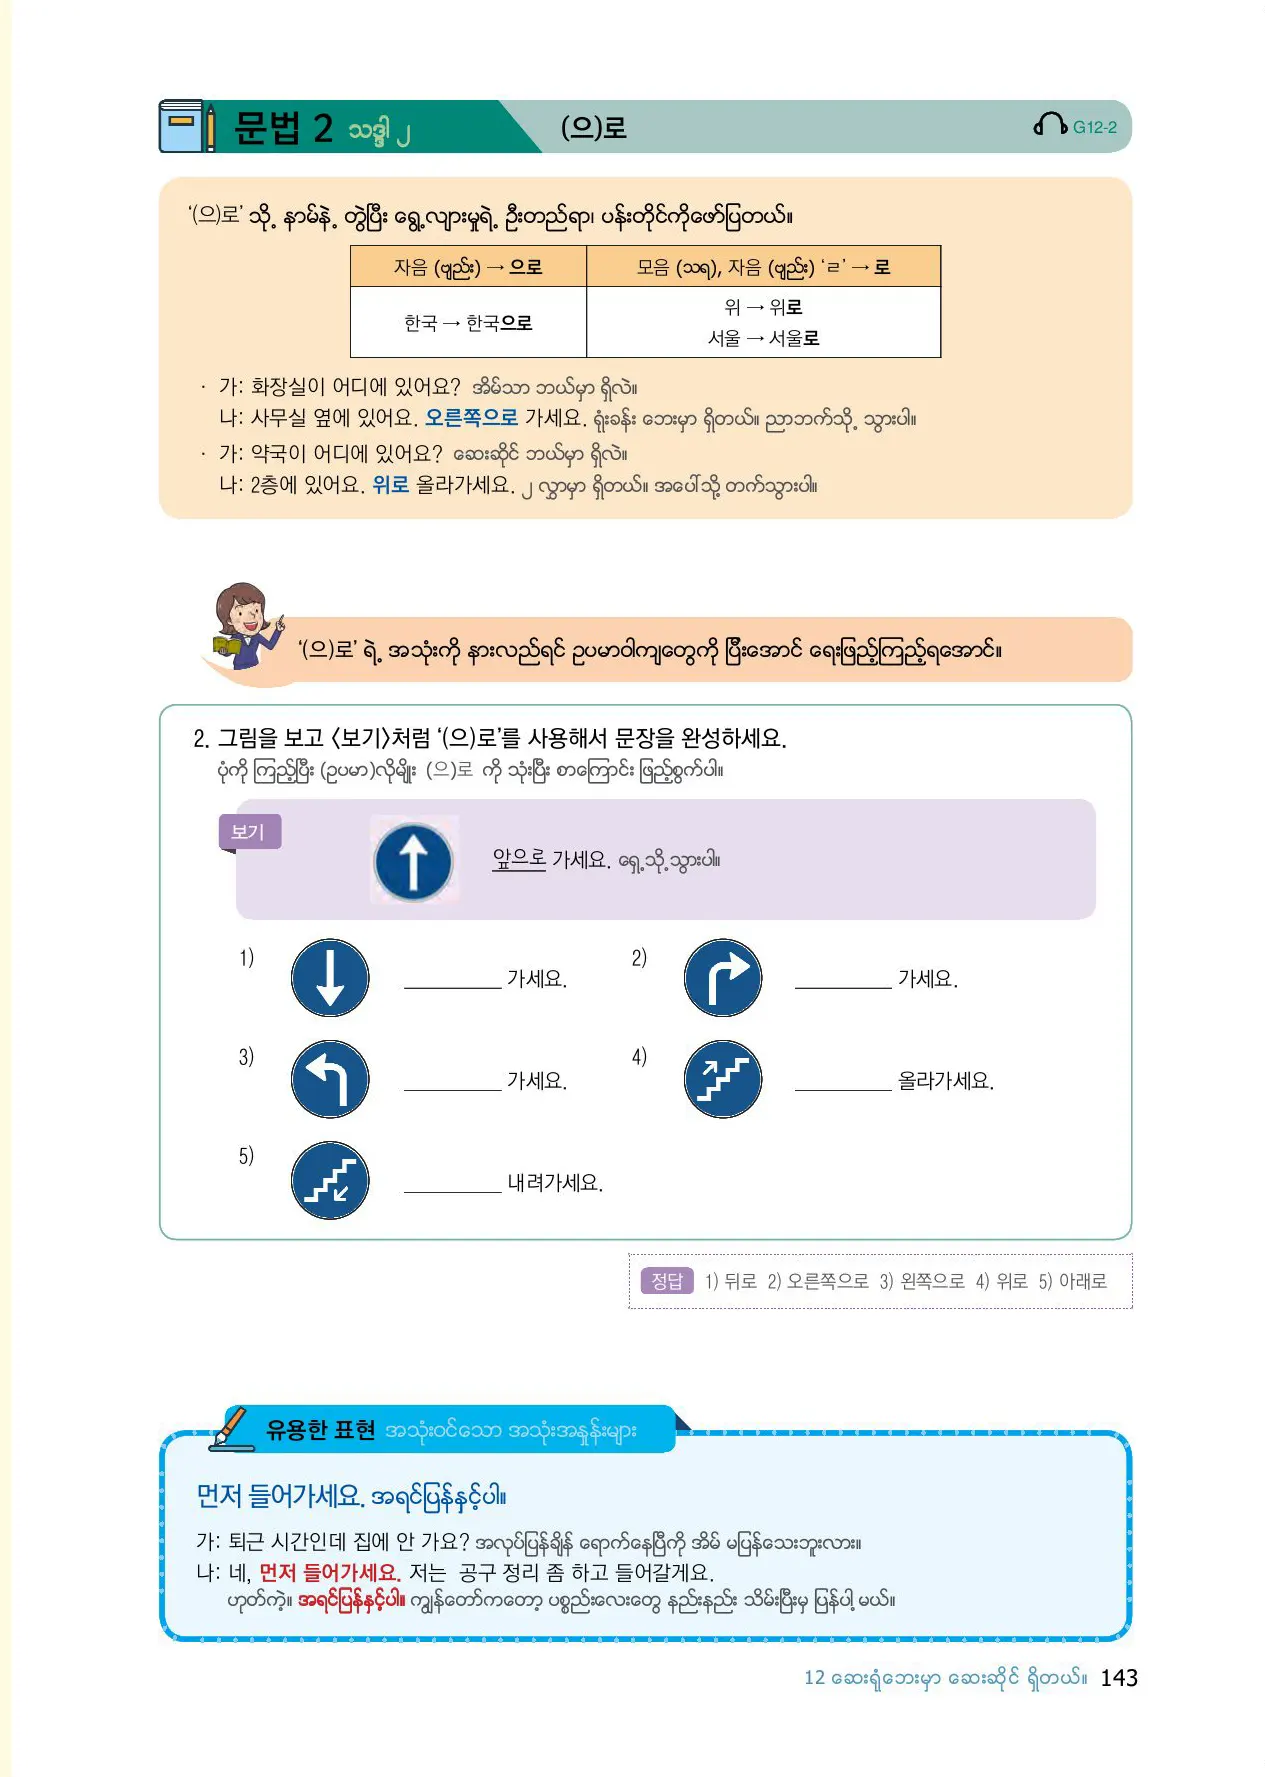 문법 2 သဒ္ဒါ ၂ (으)로 G12-2
‘(으)로’ သို့ နာမ်နဲ့ တွဲပြီး ရွေ့လျားမှုရဲ့ ဦးတည်ရာ၊ ပန်းတိုင်ကိုဖော်ပြတယ်။
자음 (ဗျည်း) → 으로 모음 (သရ), 자음 (ဗျည်း) ‘ㄹ’ → 로
한국 → 한국으로 위 → 위로
서울 → 서울로
· 가: 화장실이 어디에 있어요? အိမ်သာ ဘယ်မှာ ရှိလဲ။
나: 사무실 옆에 있어요. 오른쪽으로 가세요. ရုံးခန်း ဘေးမှာ ရှိတယ်။ ညာဘက်သို့ သွားပါ။
· 가: 약국이 어디에 있어요? ဆေးဆိုင် ဘယ်မှာ ရှိလဲ။
나: 2층에 있어요. 위로 올라가세요. ၂ လွှာမှာ ရှိတယ်။ အပေါ်သို့ တက်သွားပါ။
‘(으)로’ ရဲ့ အသုံးကို နားလည်ရင် ဥပမာဝါကျတွေကို ပြီးအောင် ရေးဖြည့်ကြည့်ရအောင်။
2. 그림을 보고 <보기>처럼 ‘(으)로’를 사용해서 문장을 완성하세요.
ပုံကို ကြည့်ပြီး (ဥပမာ)လိုမျိုး (으)로 ကို သုံးပြီး စာကြောင်း ဖြည့်စွက်ပါ။
보기
앞으로 가세요. ရှေ့သို့သွားပါ။
1) __________ 가세요. 2) __________ 가세요.
3) __________ 가세요. 4) __________ 올라가세요.
5) __________ 내려가세요.
정답 1) 뒤로 2) 오른쪽으로 3) 왼쪽으로 4) 위로 5) 아래로
유용한 표현 အသုံးဝင်သော အသုံးအနှုန်းများ
먼저 들어가세요. အရင်ပြန်နှင့်ပါ။
가: 퇴근 시간인데 집에 안 가요? အလုပ်ပြန်ချိန် ရောက်နေပြီကို အိမ် မပြန်သေးဘူးလား။
나: 네, 먼저 들어가세요. 저는 공구 정리 좀 하고 들어갈게요.
ဟုတ်ကဲ့။ အရင်ပြန်နှင့်ပါ။ ကျွန်တော်ကတော့ ပစ္စည်းလေးတွေ နည်းနည်း သိမ်းပြီးမှ ပြန်ပါ့မယ်။
12 ဆေးရုံဘေးမှာ ဆေးဆိုင် ရှိတယ်။ 143